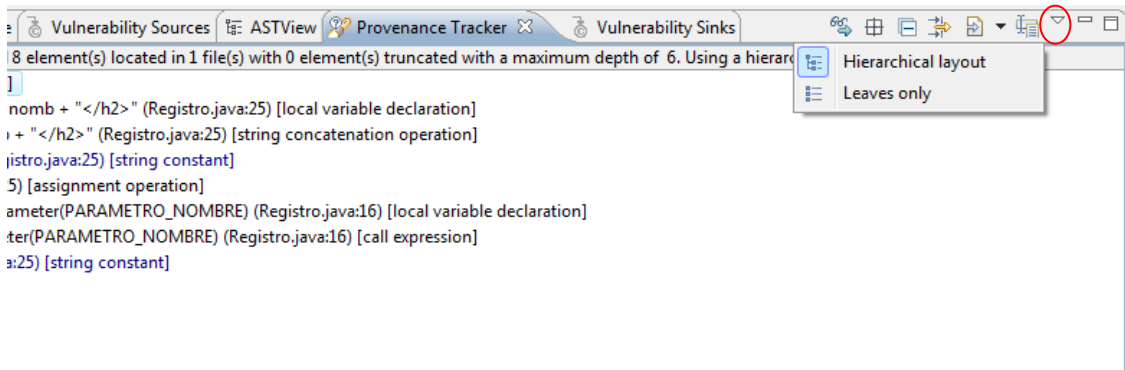 Vulnerability Sources ASTView Provenance Tracker Vulnerability Sinks
8 element(s) located in 1 file(s) with 0 element(s) truncated with a maximum depth of 6. Using a
Hierarchical layout
Leaves only
]
nomb + "</h2>" (Registro.java:25) [local variable declaration]
+ "</h2>" (Registro.java:25) [string concatenation operation]
istro.java:25) [string constant]
5) [assignment operation]
ameter(PARAMETRO_NOMBRE) (Registro.java:16) [local variable declaration]
ter(PARAMETRO_NOMBRE) (Registro.java:16) [call expression]
a:25) [string constant]